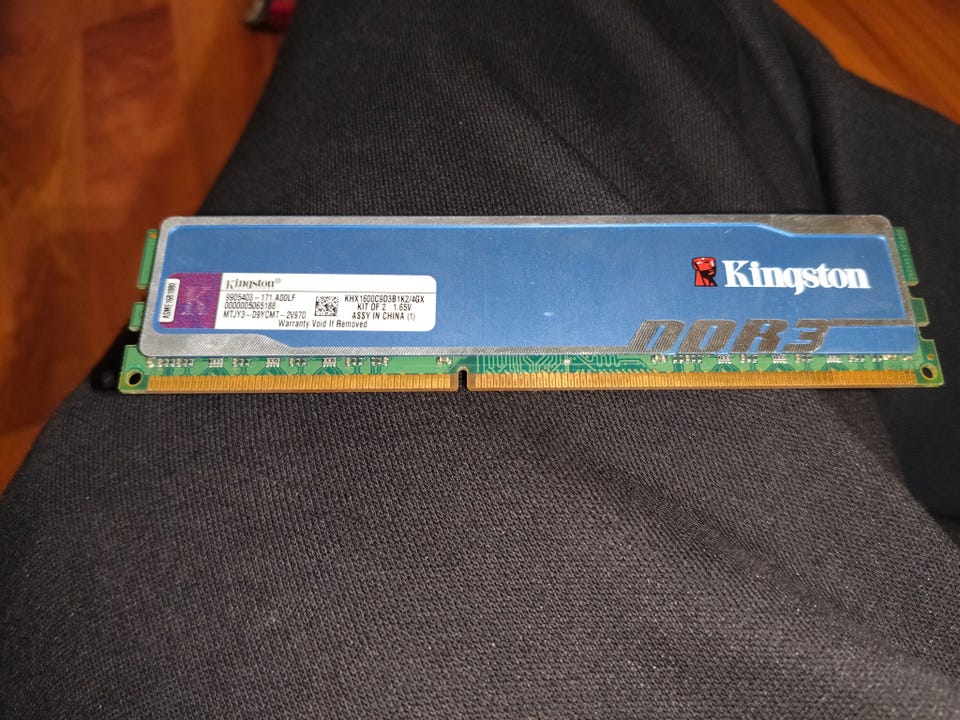 Kingston
DDR3
Kingston
9905403-171.A00LF
0000005065188
MTJY3-D9YCMT-2V97D
KHX1600C9D3B1K2/4GX
KIT OF 2 1.65V
ASSY IN CHINA (1)
Warranty Void If Removed